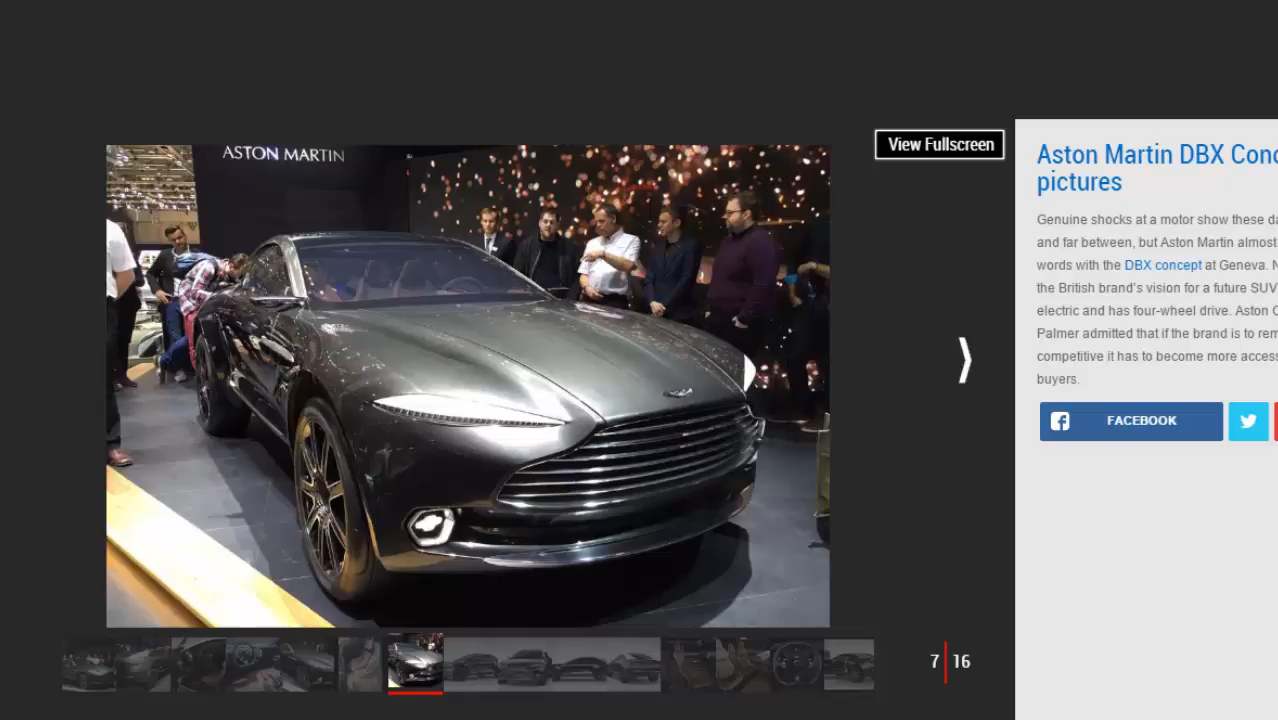 ASTON MARTIN
View Fullscreen
Aston Martin DBX Conc
pictures
Genuine shocks at a motor show these da
and far between, but Aston Martin almost
words with the DBX concept at Geneva. N
the British brand's vision for a future SUV
electric and has four-wheel drive. Aston C
Palmer admitted that if the brand is to rem
competitive it has to become more access
buyers.
FACEBOOK
7 16